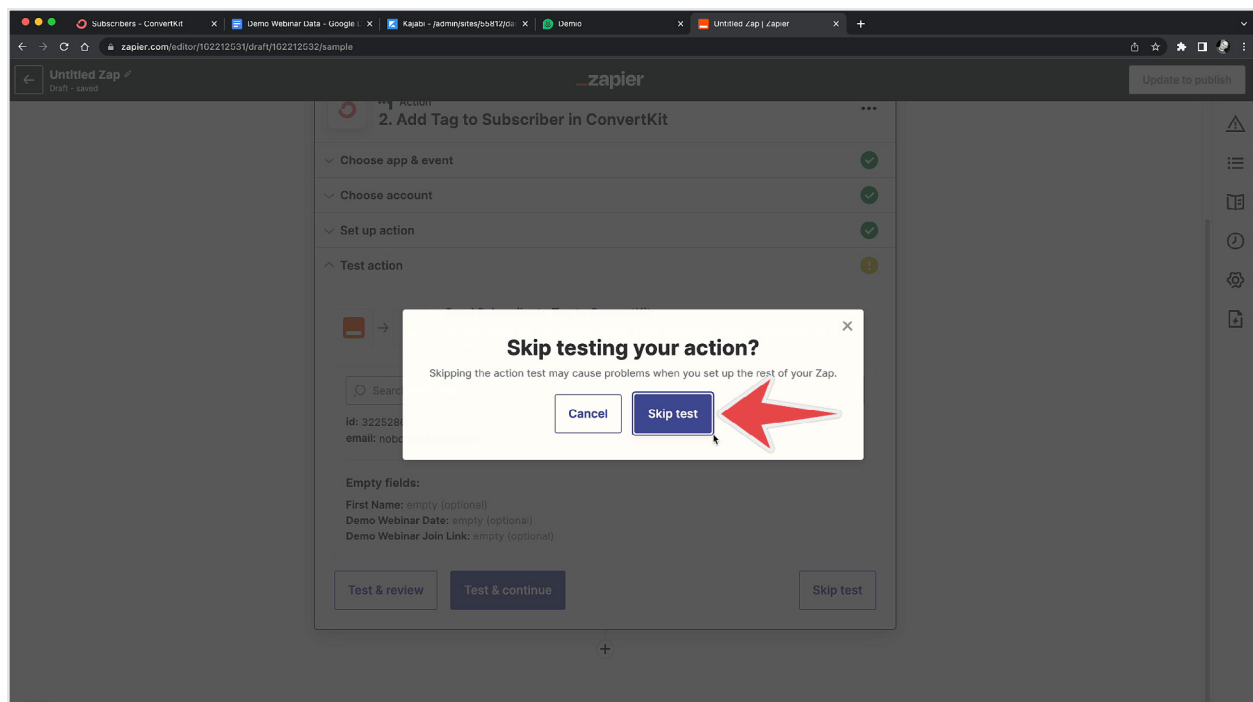 Subscribers - ConvertKit
Demo Webinar Data - Google
Kajabi - /admin/sites/55812/da
Demio
Untitled Zap | Zapier
zapier.com/editor/162212531/draft/162212532/sample
Untitled Zap
Draft - saved
_zapier
Update to publish
Action
2. Add Tag to Subscriber in ConvertKit
Choose app & event
Choose account
Set up action
Test action
Skip testing your action?
Skipping the action test may cause problems when you set up the rest of your Zap.
Cancel
Skip test
id:
email:
Empty fields:
First Name: empty (optional)
Demo Webinar Date: empty (optional)
Demo Webinar Join Link: empty (optional)
Test & review
Test & continue
Skip test